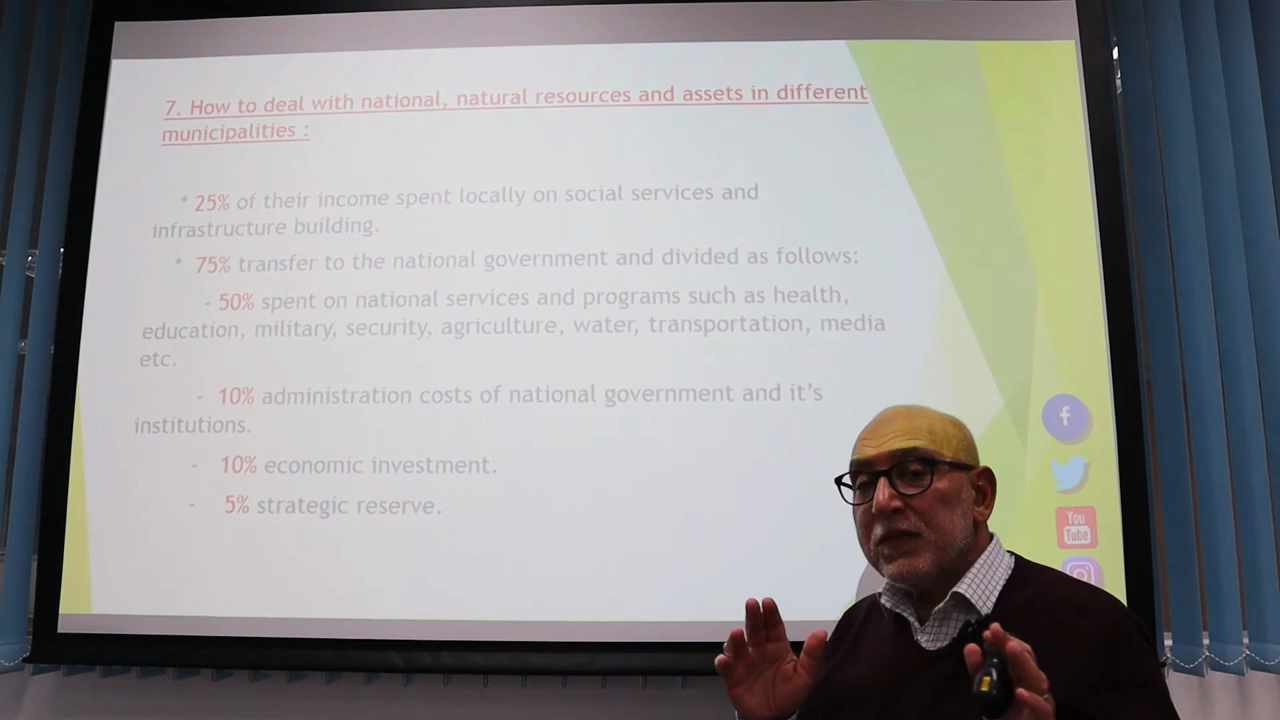 7. How to deal with national, natural resources and assets in different
municipalities :
* 25% of their income spent locally on social services and
infrastructure building.
* 75% transfer to the national government and divided as follows:
- 50% spent on national services and programs such as health,
education, military, security, agriculture, water, transportation, media
etc.
- 10% administration costs of national government and it's
institutions.
- 10% economic investment.
- 5% strategic reserve.
f
You
Tube